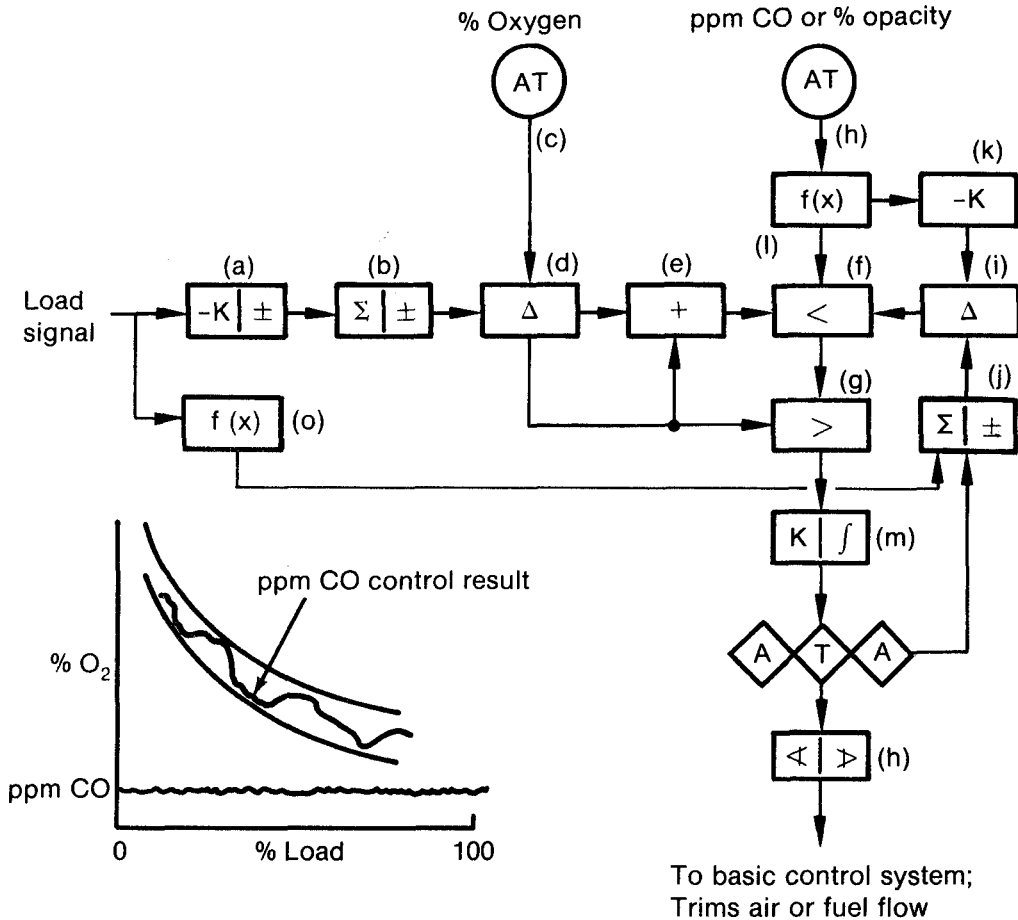 % Oxygen
ppm CO or % opacity
AT
AT
(c)
(h)
(k)
f(x)
-K
(l)
(a)
(b)
(d)
(e)
(f)
(i)
Load
signal
-K | ±
Σ | ±
Δ
+
<
Δ
(g)
(j)
f (x)
(o)
>
Σ | ±
K | ∫
(m)
ppm CO control result
A
T
A
% O₂
∢ | ∢
(h)
ppm CO
0
% Load
100
To basic control system;
Trims air or fuel flow